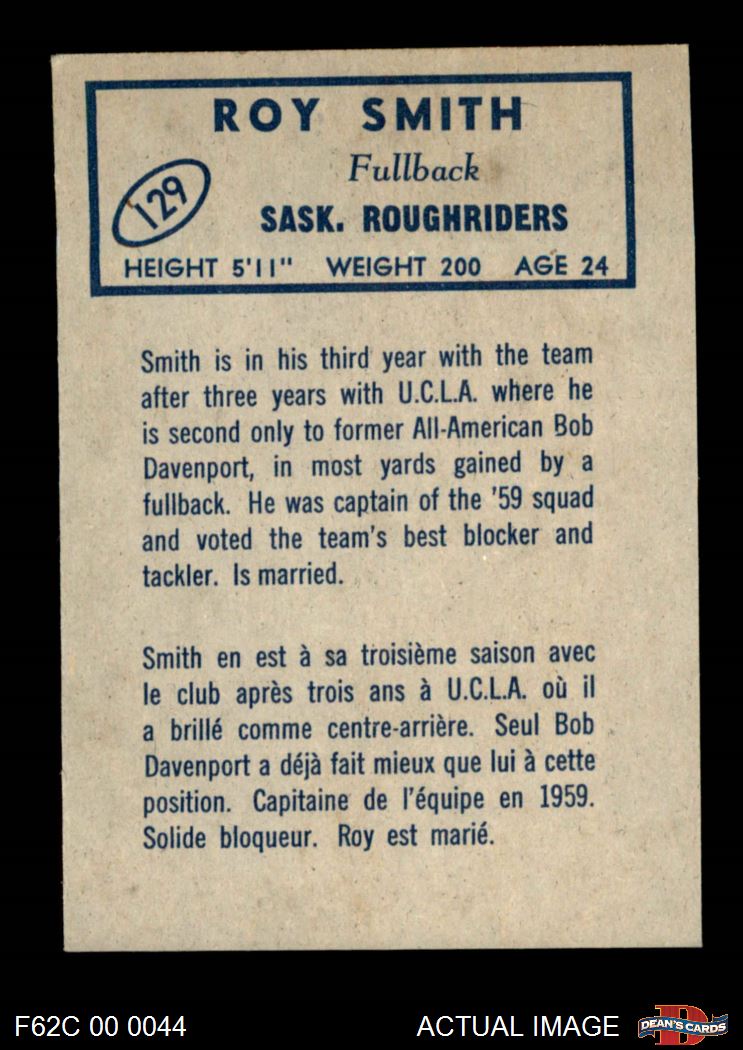 ROY SMITH
Fullback
129
SASK. ROUGHRIDERS
HEIGHT 5'11" WEIGHT 200 AGE 24
Smith is in his third year with the team
after three years with U.C.L.A. where he
is second only to former All-American Bob
Davenport, in most yards gained by a
fullback. He was captain of the '59 squad
and voted the team's best blocker and
tackler. Is married.
Smith en est à sa troisième saison avec
le club après trois ans à U.C.L.A. où il
a brillé comme centre-arrière. Seul Bob
Davenport a déjà fait mieux que lui à cette
position. Capitaine de l'équipe en 1959.
Solide bloqueur. Roy est marié.
F62C 00 0044
ACTUAL IMAGE
D
DEAN'S CARDS